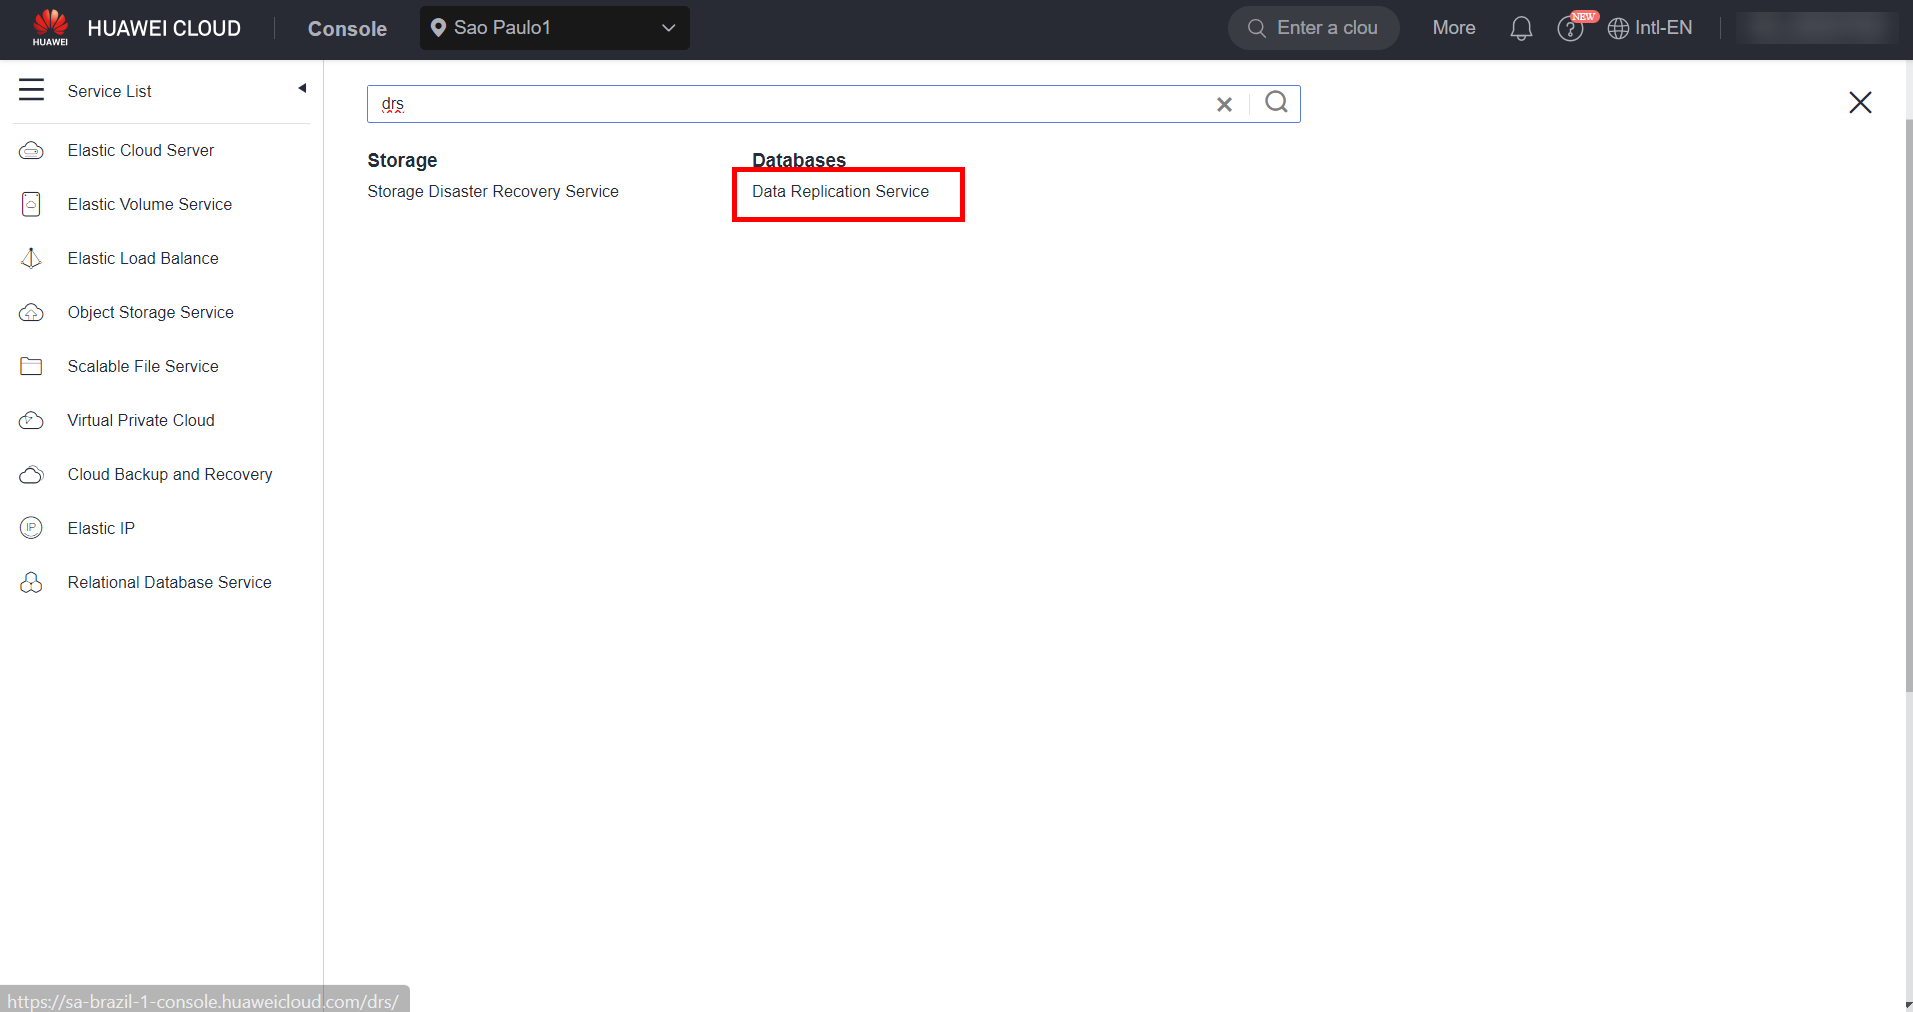 HUAWEI
HUAWEI CLOUD
Console
Sao Paulo1
Enter a clou
More
NEW
?
Intl-EN
Service List
drs
Storage
Storage Disaster Recovery Service
Databases
Data Replication Service
Elastic Cloud Server
Elastic Volume Service
Elastic Load Balance
Object Storage Service
Scalable File Service
Virtual Private Cloud
Cloud Backup and Recovery
IP
Elastic IP
Relational Database Service
https://sa-brazil-1-console.huaweicloud.com/drs/